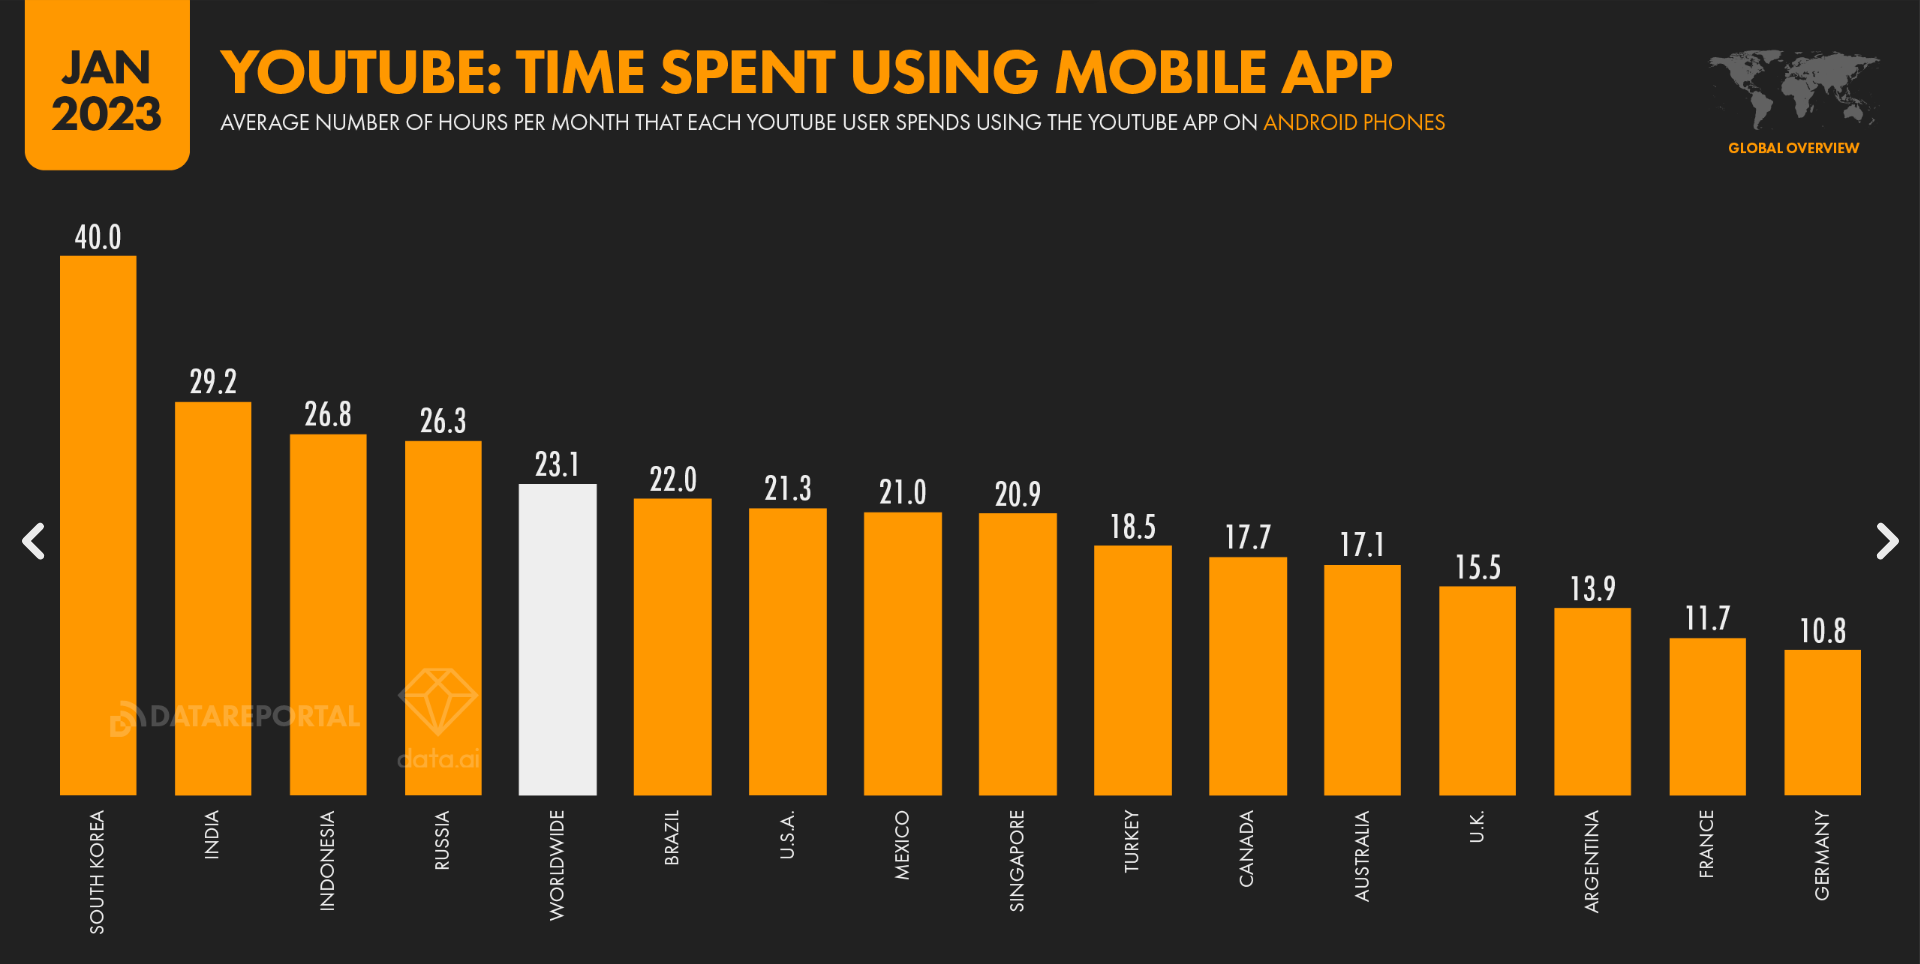 JAN
2023
YOUTUBE: TIME SPENT USING MOBILE APP
AVERAGE NUMBER OF HOURS PER MONTH THAT EACH YOUTUBE USER SPENDS USING THE YOUTUBE APP ON ANDROID PHONES
GLOBAL OVERVIEW
40.0
29.2
26.8
26.3
23.1
22.0
21.3
21.0
20.9
18.5
17.7
17.1
15.5
13.9
11.7
10.8
DATAREPORTAL
data.ai
SOUTH KOREA
INDIA
INDONESIA
RUSSIA
WORLDWIDE
BRAZIL
U.S.A.
MEXICO
SINGAPORE
TURKEY
CANADA
AUSTRALIA
U.K.
ARGENTINA
FRANCE
GERMANY